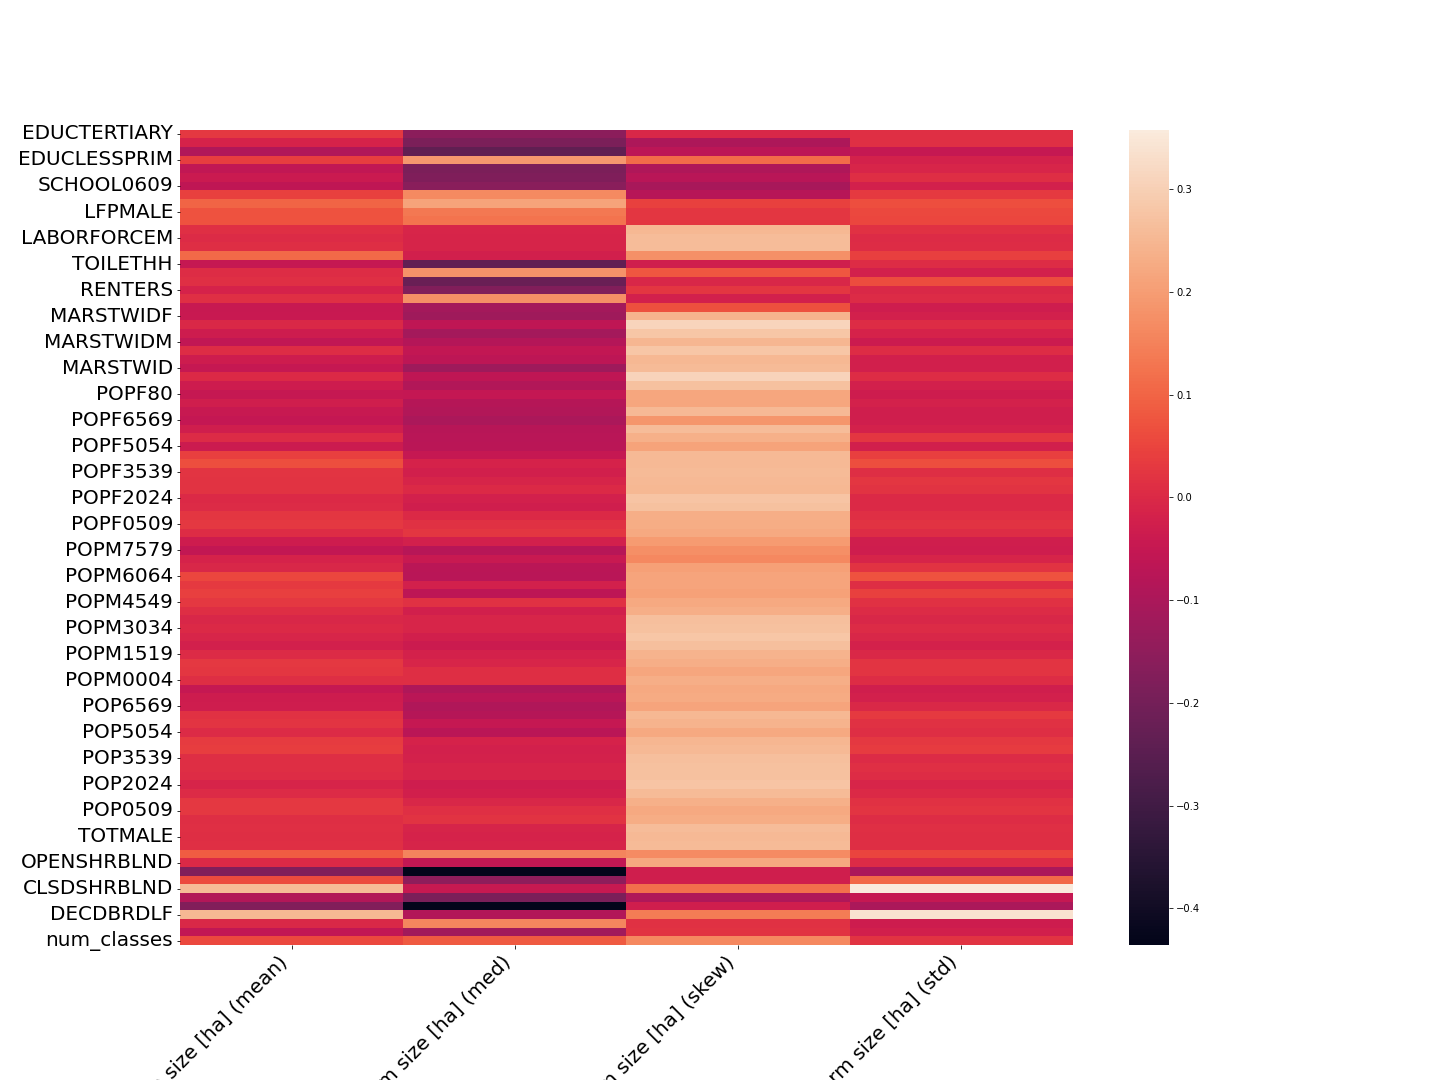 EDUCTERTIARY
EDUCLESSPRIM
SCHOOL0609
LFPMALE
LABORFORCEM
TOILETHH
RENTERS
MARSTWIDF
MARSTWIDM
MARSTWID
POPF80
POPF6569
POPF5054
POPF3539
POPF2024
POPF0509
POPM7579
POPM6064
POPM4549
POPM3034
POPM1519
POPM0004
POP6569
POP5054
POP3539
POP2024
POP0509
TOTMALE
OPENSHRBLND
CLSDSHRBLND
DECDBRDLF
num_classes
size [ha] (mean)
size [ha] (med)
size [ha] (skew)
size [ha] (std)
0.3
0.2
0.1
0.0
−0.1
−0.2
−0.3
−0.4